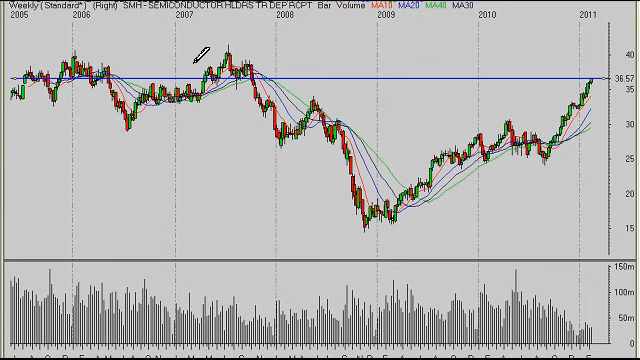 Weekly (Standard*) (Right) SMH - SEMICONDUCTOR HLDRS TR DEP RCPT Bar Volume MA10 MA20 MA40 MA30
2005 2006 2007 2008 2009 2010 2011
40
36.57
35
30
25
20
15
150m
100m
50m
0m